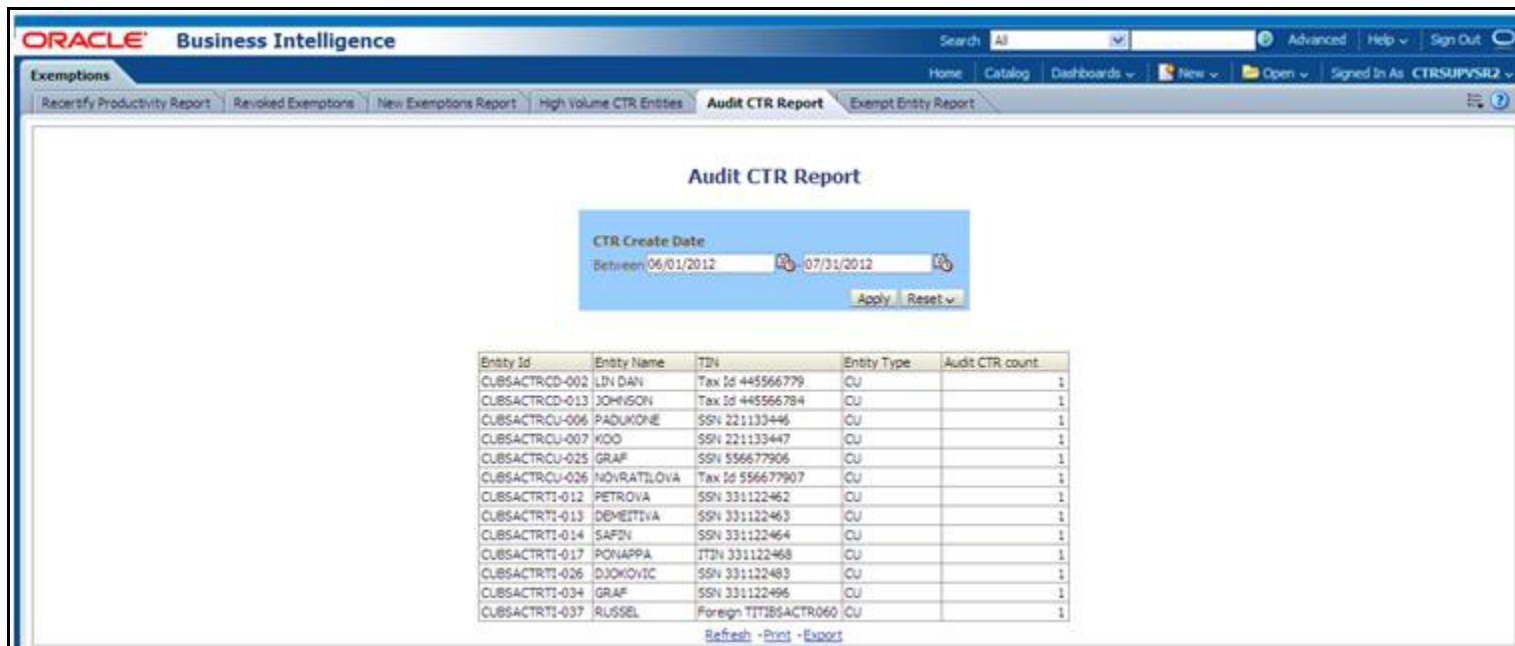 ORACLE Business Intelligence Search All Advanced Help Sign Out
Exemptions Home Catalog Dashboards New Open Signed In As CTRSUPVSR2
Recertify Productivity Report Revoked Exemptions New Exemptions Report High Volume CTR Entities Audit CTR Report Exempt Entity Report
Audit CTR Report
CTR Create Date
Between 06/01/2012 - 07/31/2012
Apply Reset
Entity Id Entity Name TIN Entity Type Audit CTR count
CUBSACTRCD-002 LIN DAN Tax Id 445566779 CU 1
CUBSACTRCD-013 JOHNSON Tax Id 445566784 CU 1
CUBSACTRCU-006 PADUKONE SSN 221133446 CU 1
CUBSACTRCU-007 KOO SSN 221133447 CU 1
CUBSACTRCU-025 GRAF SSN 556677906 CU 1
CUBSACTRCU-026 NOVRATILOVA Tax Id 556677907 CU 1
CUBSACTRTI-012 PETROVA SSN 331122462 CU 1
CUBSACTRTI-013 DEMEITIVA SSN 331122463 CU 1
CUBSACTRTI-014 SAFIN SSN 331122464 CU 1
CUBSACTRTI-017 PONAPPA ITIN 331122468 CU 1
CUBSACTRTI-026 DJOKOVIC SSN 331122483 CU 1
CUBSACTRTI-034 GRAF SSN 331122496 CU 1
CUBSACTRTI-037 RUSSEL Foreign TITIBSACTR060 CU 1
Refresh - Print - Export